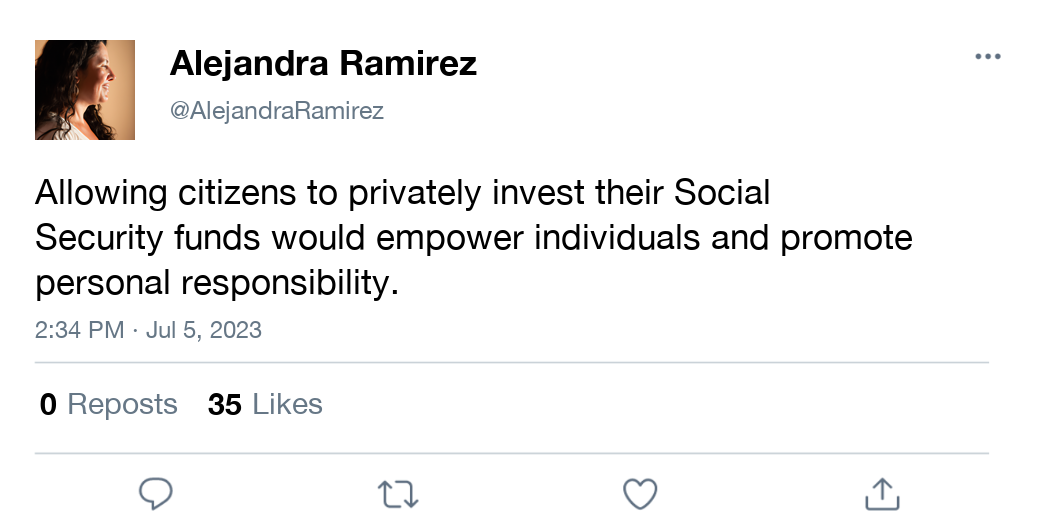 Alejandra Ramirez
@AlejandraRamirez
Allowing citizens to privately invest their Social
Security funds would empower individuals and promote
personal responsibility.
2:34 PM · Jul 5, 2023
0 Reposts 35 Likes